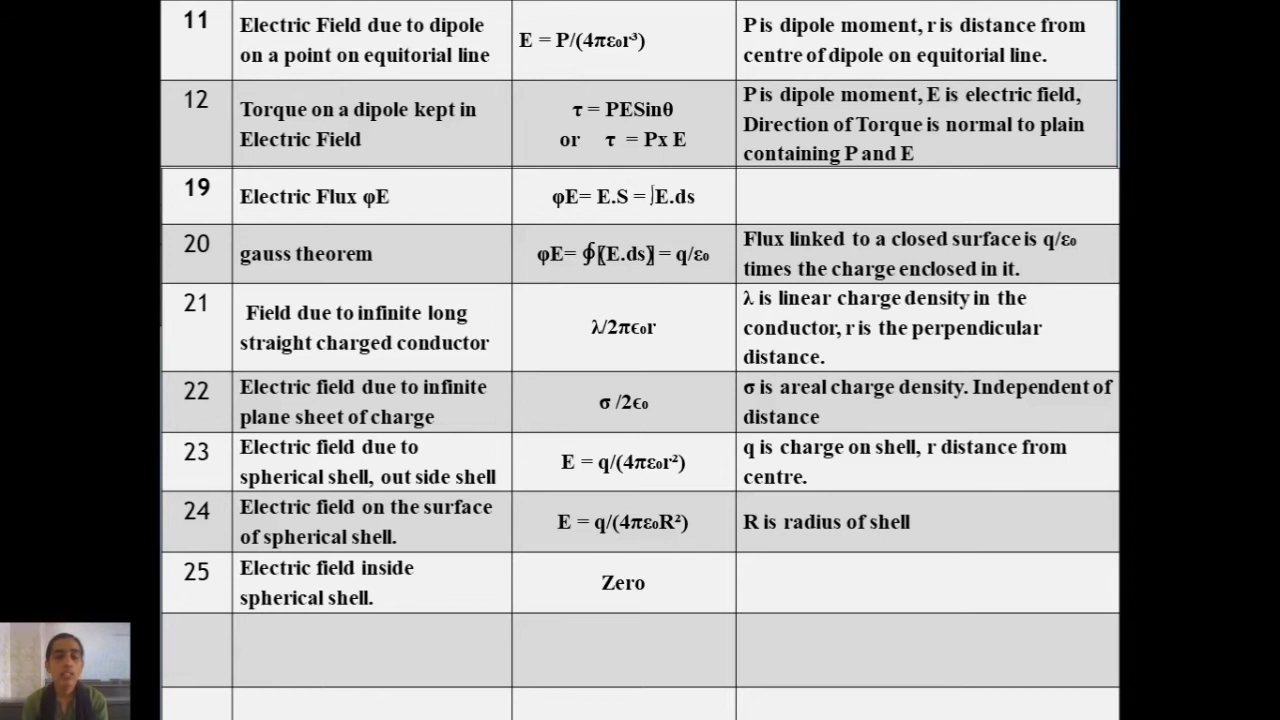 11
Electric Field due to dipole
on a point on equitorial line
E = P/(4πε₀r³)
P is dipole moment, r is distance from
centre of dipole on equitorial line.
12
Torque on a dipole kept in
Electric Field
τ = PESinθ
or τ = Px E
P is dipole moment, E is electric field,
Direction of Torque is normal to plain
containing P and E
19
Electric Flux φE
φE= E.S = ∫E.ds
20
gauss theorem
φE= ∮〖E.ds〗= q/ε₀
Flux linked to a closed surface is q/ε₀
times the charge enclosed in it.
21
Field due to infinite long
straight charged conductor
λ/2πϵ₀r
λ is linear charge density in the
conductor, r is the perpendicular
distance.
22
Electric field due to infinite
plane sheet of charge
σ /2ϵ₀
σ is areal charge density. Independent of
distance
23
Electric field due to
spherical shell, out side shell
E = q/(4πε₀r²)
q is charge on shell, r distance from
centre.
24
Electric field on the surface
of spherical shell.
E = q/(4πε₀R²)
R is radius of shell
25
Electric field inside
spherical shell.
Zero